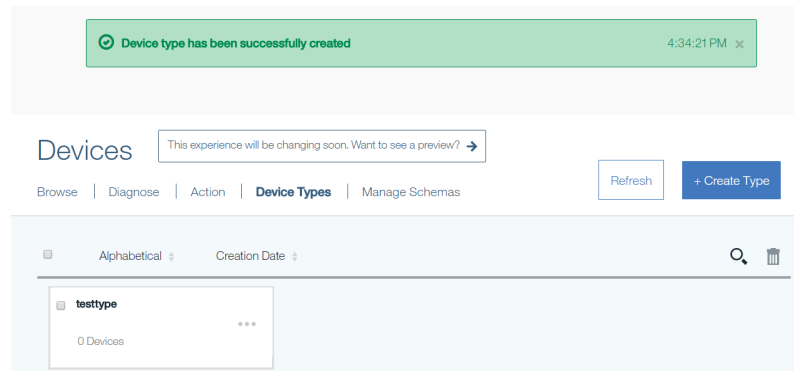 Device type has been successfully created 4:34:21 PM ×
Devices
This experience will be changing soon. Want to see a preview? →
Browse | Diagnose | Action | Device Types | Manage Schemas
Refresh
+ Create Type
Alphabetical Creation Date
testtype
0 Devices